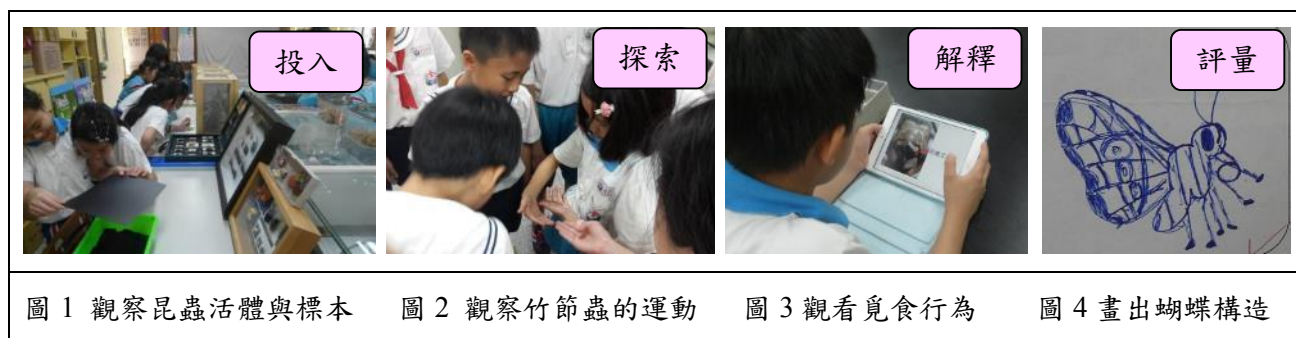 投入
探索
解釋
評量
圖 1 觀察昆蟲活體與標本
圖 2 觀察竹節蟲的運動
圖 3 觀看覓食行為
圖 4 畫出蝴蝶構造